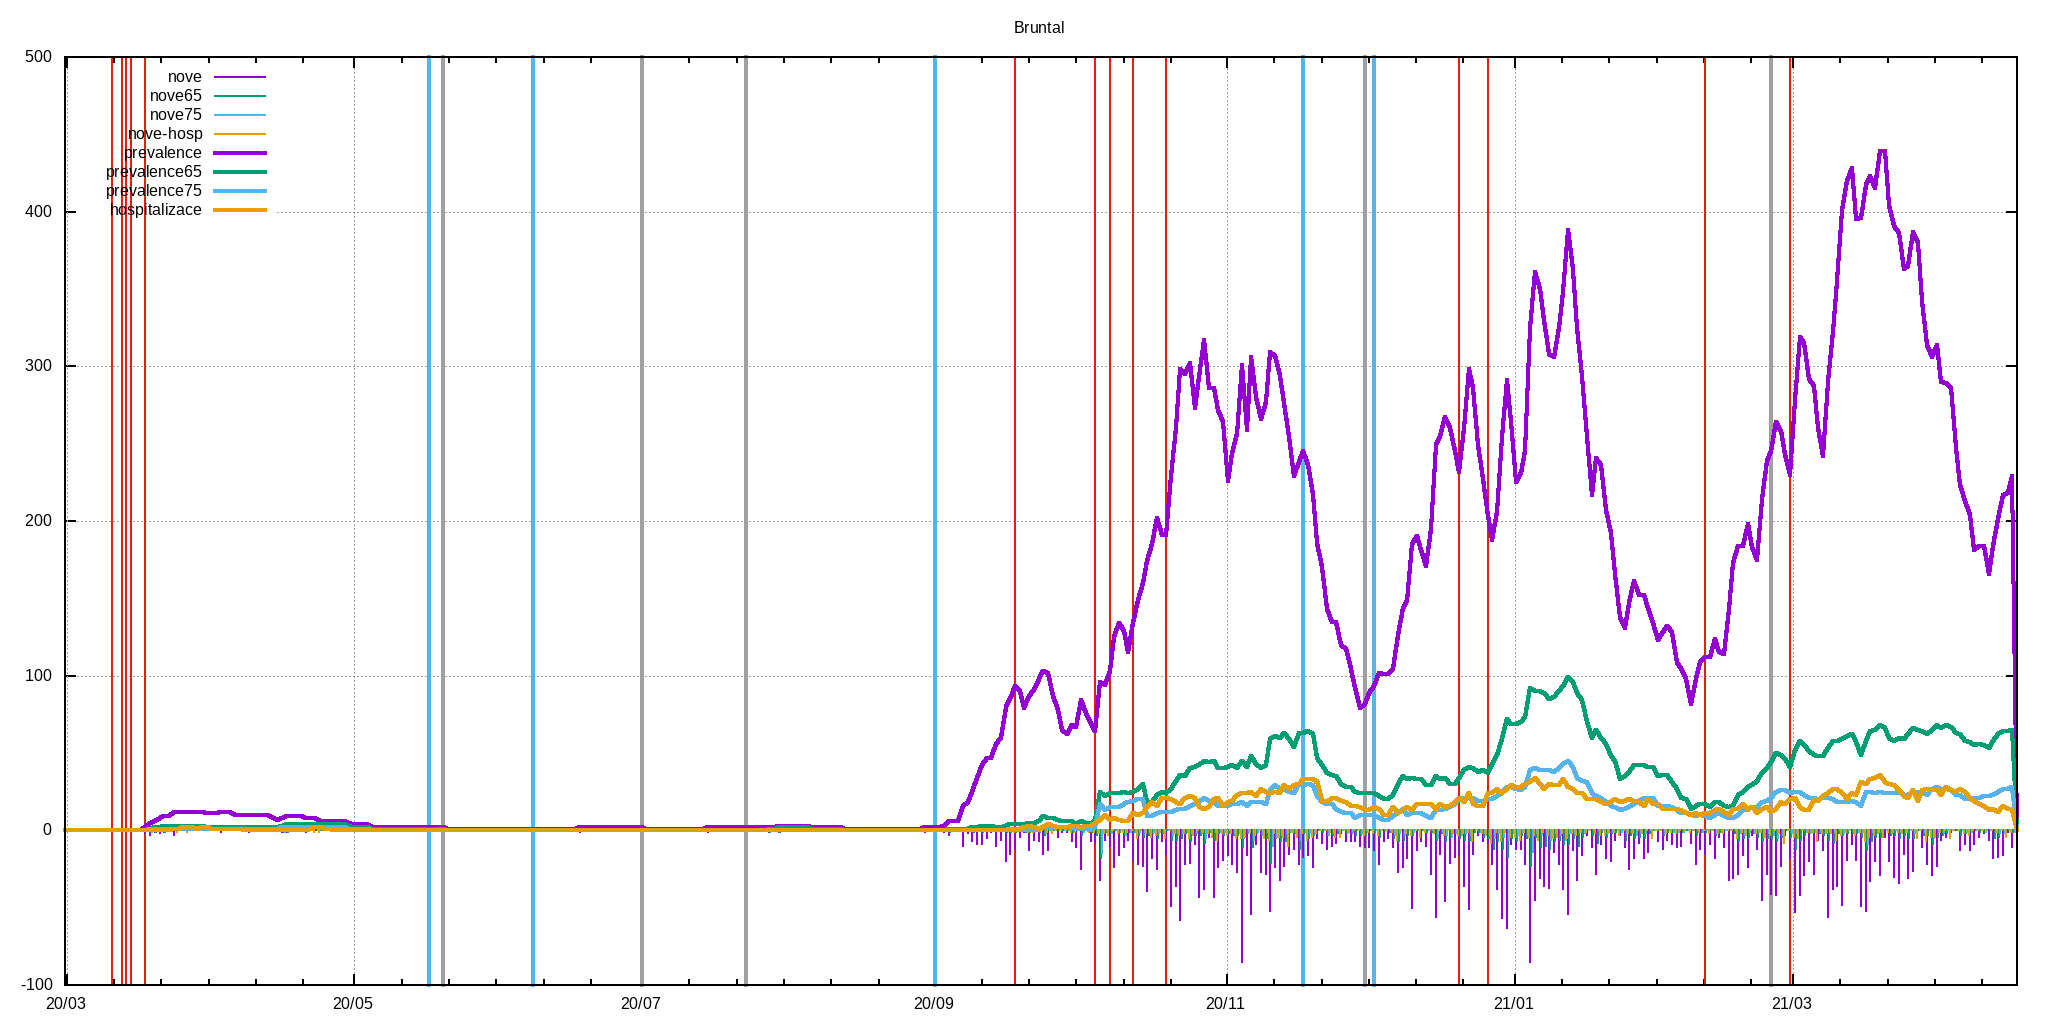 Bruntal
500
400
300
200
100
0
-100
nove
nove65
nove75
nove-hosp
prevalence
prevalence65
prevalence75
hospitalizace
20/03 20/05 20/07 20/09 20/11 21/01 21/03